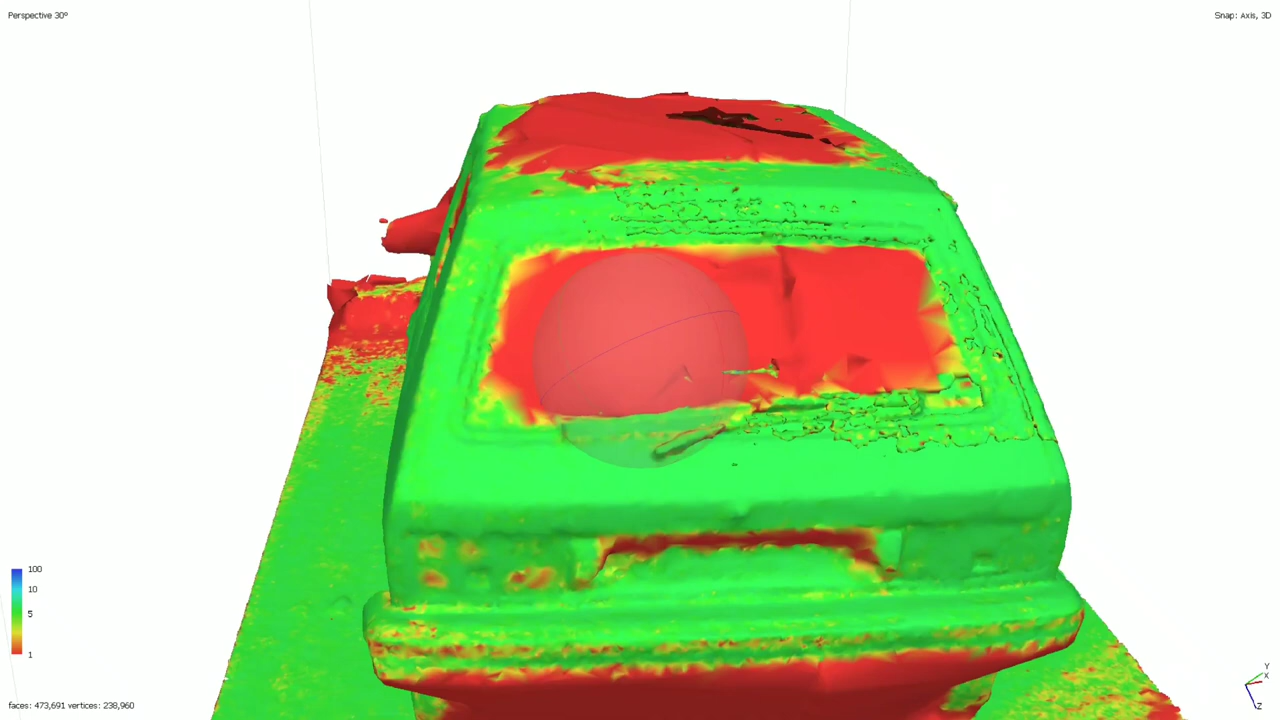 Perspective 30°
Snap: Axis, 3D
100
10
5
1
faces: 473,691 vertices: 238,960
Y
X
Z